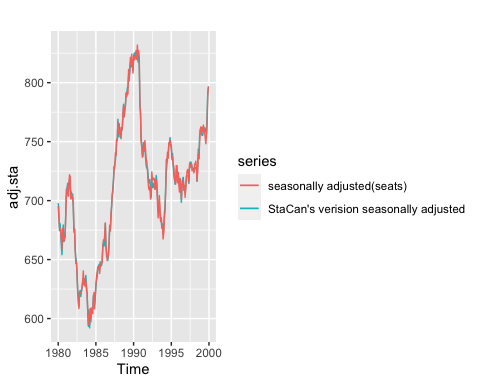 adj.sta
800
750
700
650
600
1980
1985
1990
1995
2000
Time
series
seasonally adjusted(seats)
StaCan's verision seasonally adjusted